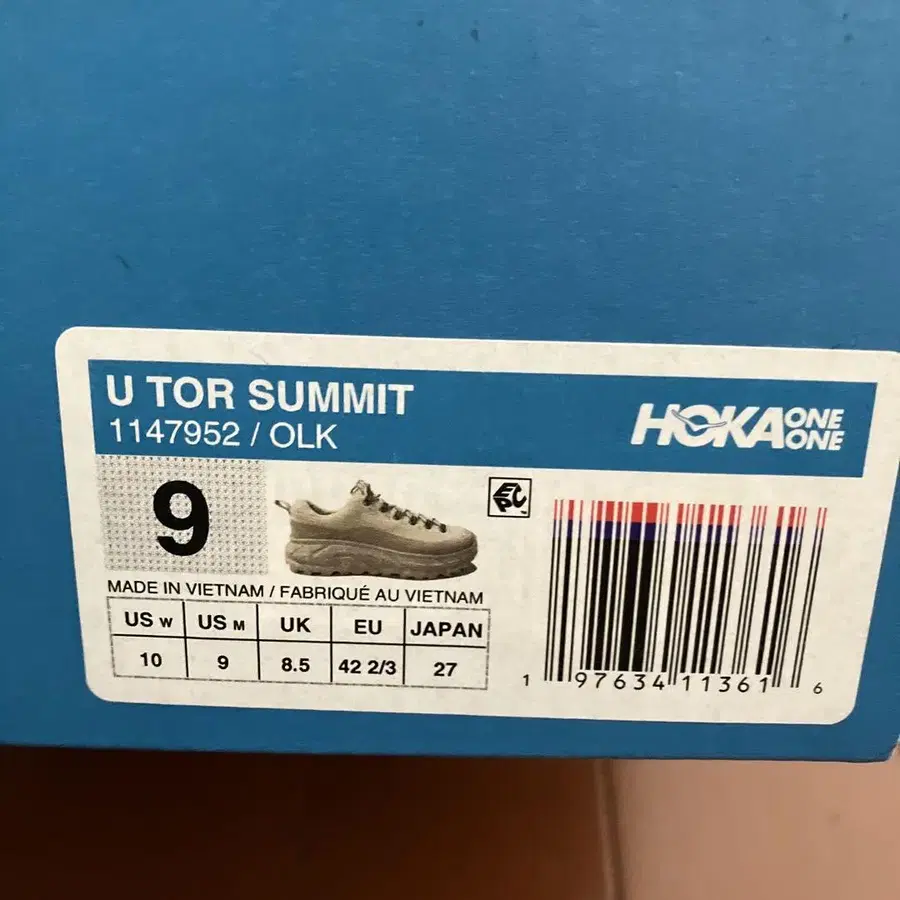 U TOR SUMMIT
1147952 / OLK
HOKA ONE ONE
9
EPC
MADE IN VIETNAM / FABRIQUÉ AU VIETNAM
US W US M UK EU JAPAN
10 9 8.5 42 2/3 27
1 97634 11361 6